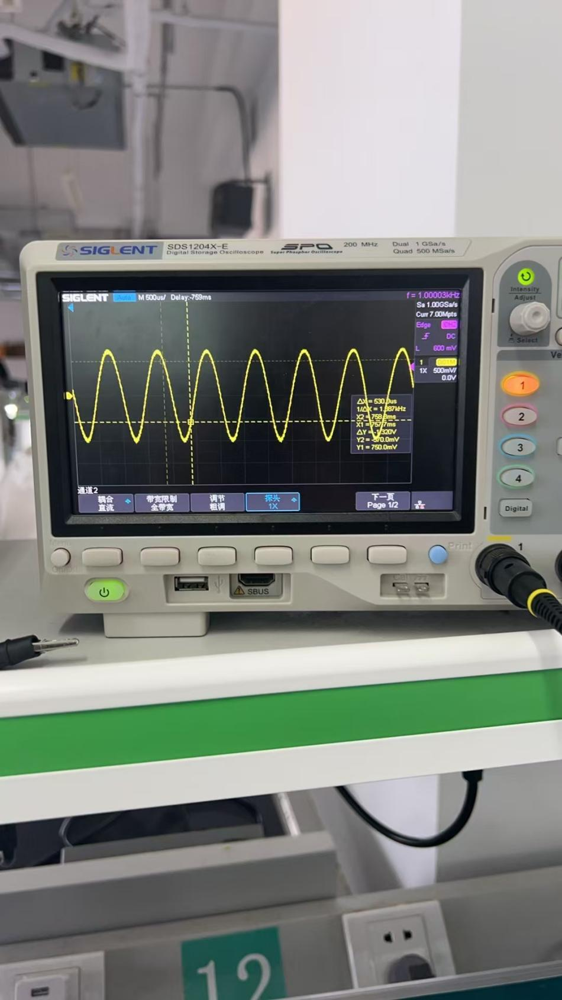 SIGLENT SDS1204X-E
Digital Storage Oscilloscope
SPO
Super Phosphor Oscilloscope
200 MHz
Dual 1 GSa/s
Quad 500 MSa/s
SIGLENT Auto M 500us/ Delay:-759ms
f = 1.00003kHz
Sa 1.00GSa/s
Curr 7.00Mpts
Edge CH2
DC
L 600 mV
1 DC1M
1X 500mV/
0.0V
ΔX = 530.0us
1/ΔX = 1.887kHz
X2 = 758.3ms
X1 = 757.7ms
ΔY = -1.320V
Y2 = -570.0mV
Y1 = 750.0mV
通道2
耦合
直流
带宽限制
全带宽
调节
粗调
探头
1X
下一页
Page 1/2
Intensity
Adjust
Select
Ve
1
2
3
4
Digital
Menu
On/Off
Print
1
SBUS
Cal
12